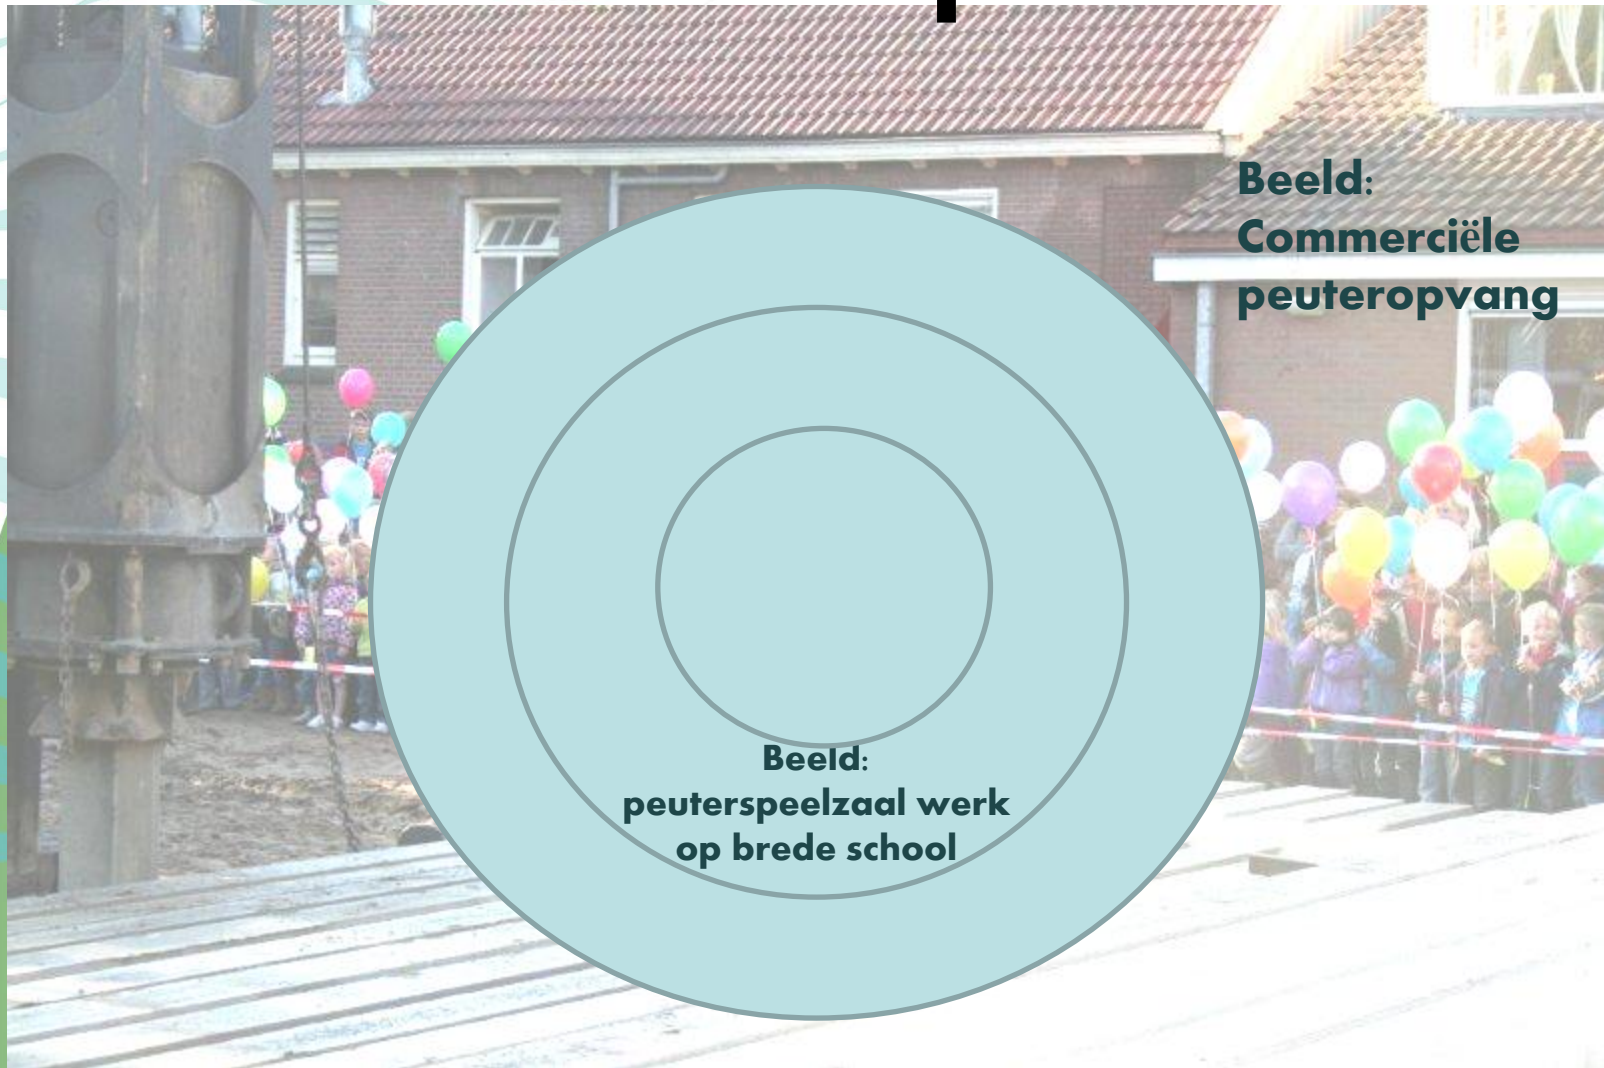 Beeld:
Commerciële
peuteropvang
Beeld:
peuterspeelzaal werk
op brede school